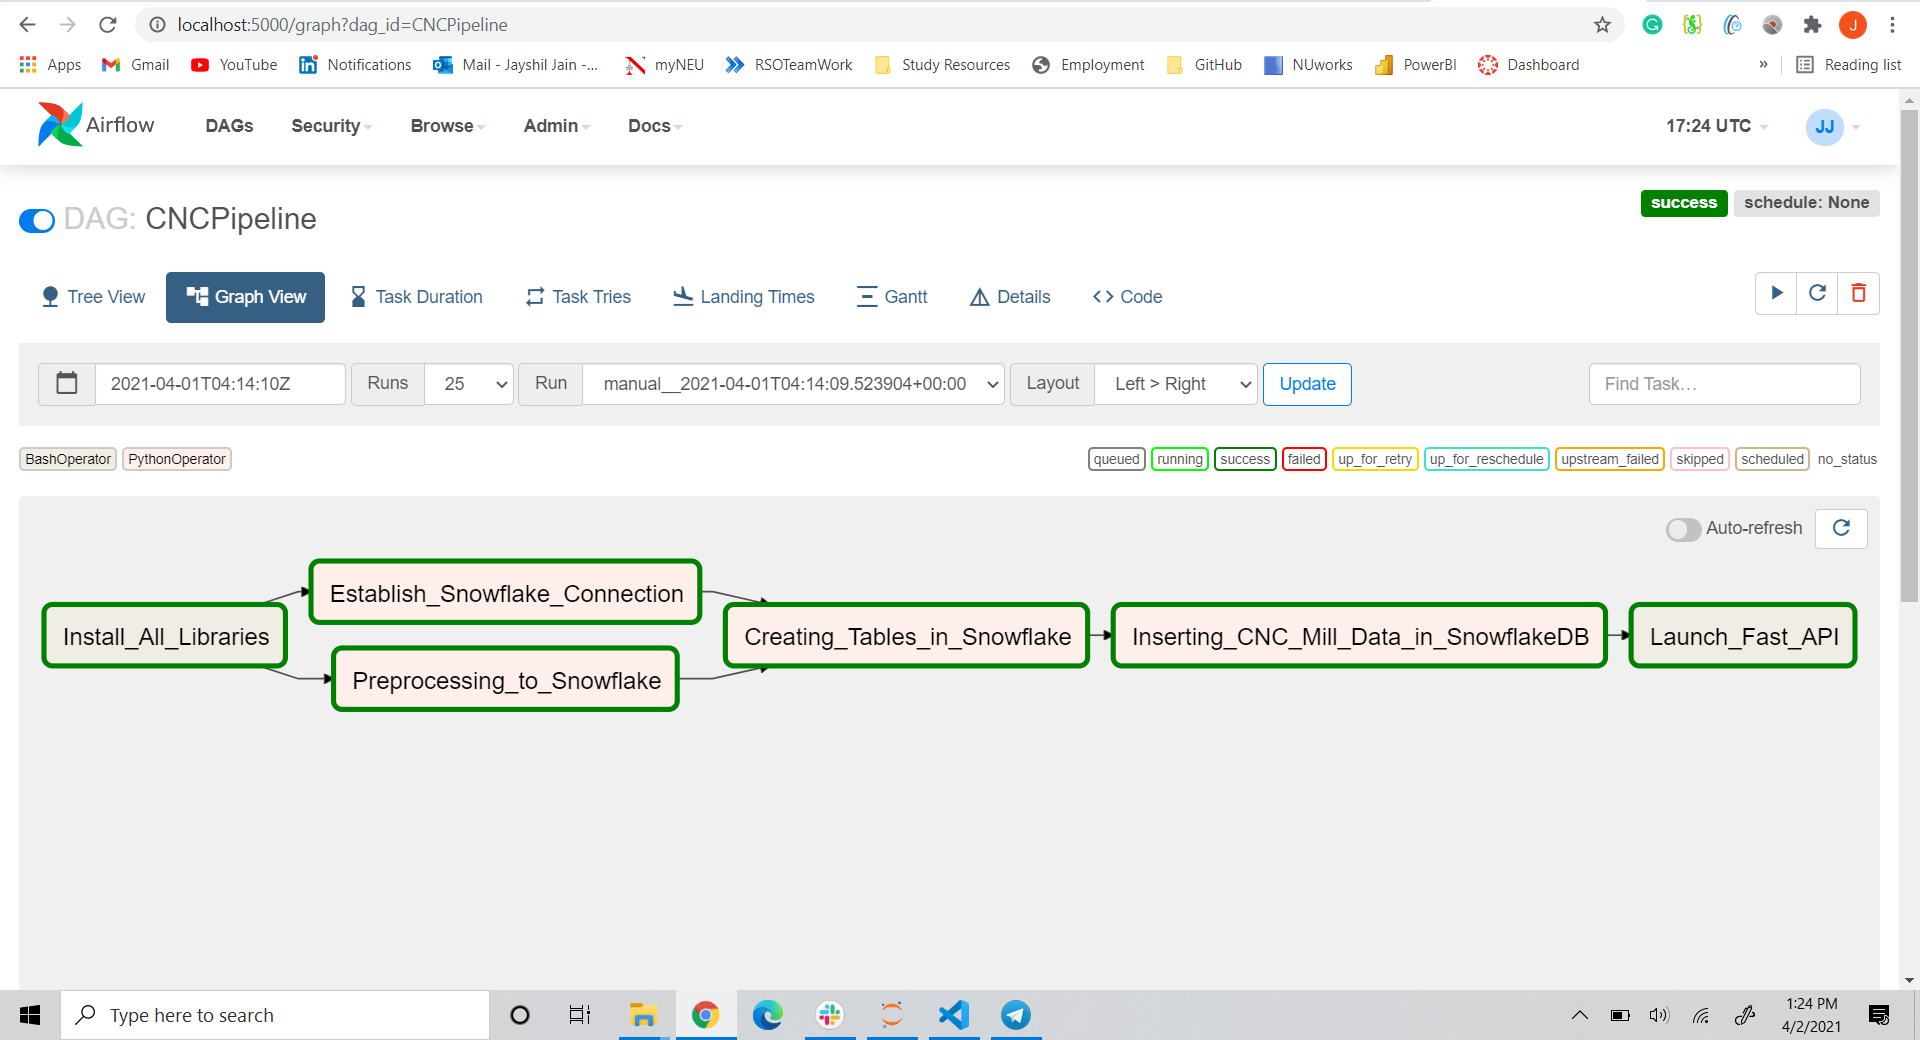 localhost:5000/graph?dag_id=CNCPipeline
J
Apps Gmail YouTube Notifications Mail - Jayshil Jain -... myNEU RSOTeamWork Study Resources Employment GitHub NUworks PowerBI Dashboard » Reading list
Airflow DAGs Security Browse Admin Docs 17:24 UTC JJ
DAG: CNCPipeline
success schedule: None
Tree View Graph View Task Duration Task Tries Landing Times Gantt Details Code
2021-04-01T04:14:10Z Runs 25 Run manual__2021-04-01T04:14:09.523904+00:00 Layout Left > Right Update Find Task...
BashOperator PythonOperator queued running success failed up_for_retry up_for_reschedule upstream_failed skipped scheduled no_status
Auto-refresh
Establish_Snowflake_Connection
Install_All_Libraries Creating_Tables_in_Snowflake Inserting_CNC_Mill_Data_in_SnowflakeDB Launch_Fast_API
Preprocessing_to_Snowflake
Type here to search
1:24 PM
4/2/2021